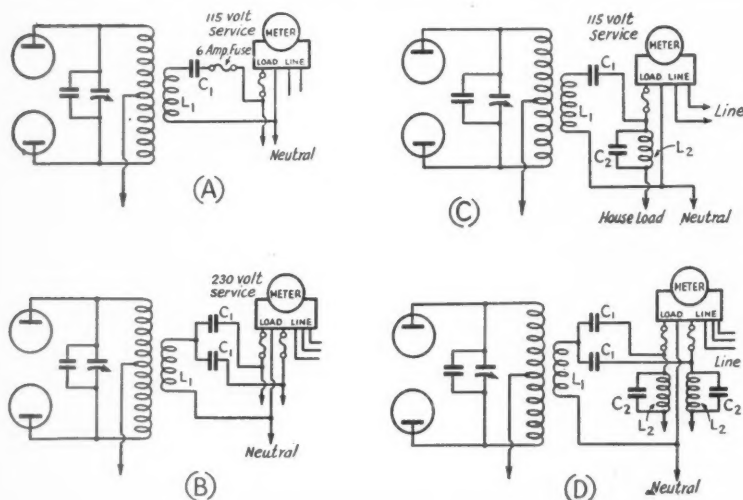 115 volt
service
6 Amp. Fuse
METER
LOAD LINE
C1
L1
Neutral
(A)
115 volt
service
METER
LOAD LINE
C1
L1
Line
C2
L2
House Load
Neutral
(C)
230 volt
service
METER
LOAD LINE
C1
C1
L1
Neutral
(B)
METER
LOAD LINE
C1
C1
L1
Line
C2
L2
L2
C2
Neutral
(D)